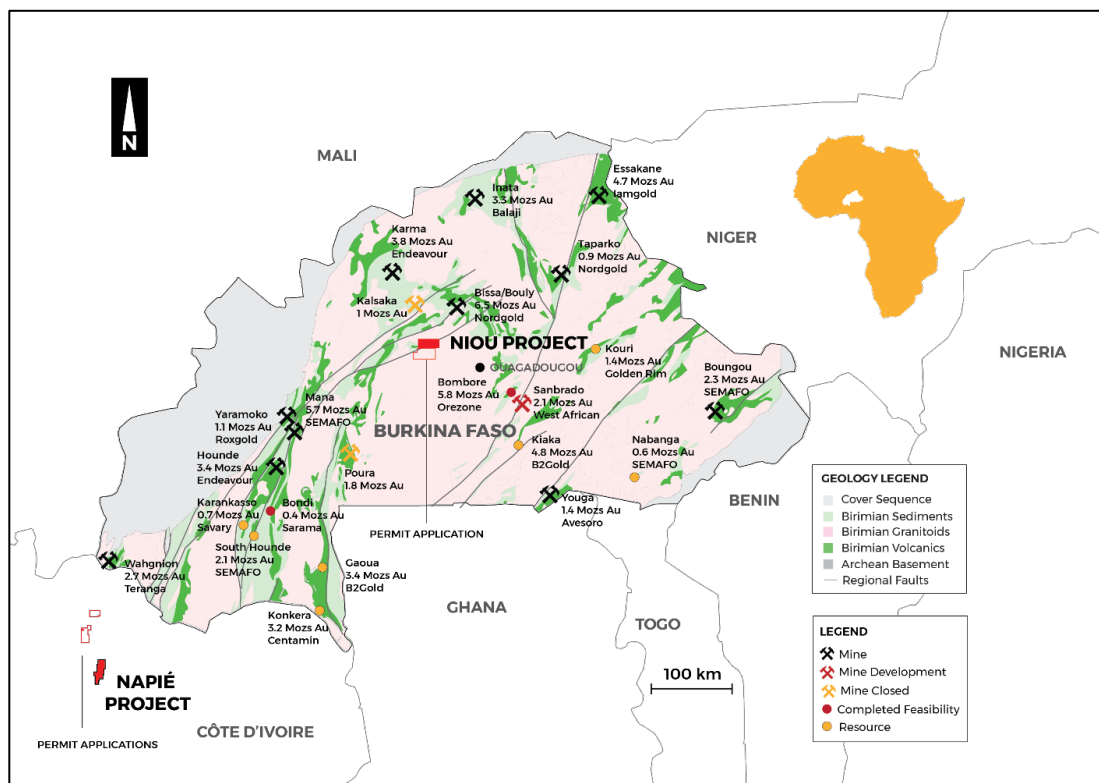 N
MALI
Essakane
4.7 Mozs Au
Iamgold
Inata
3.3 Mozs Au
Balaji
NIGER
Karma
3.8 Mozs Au
Endeavour
Taparko
0.9 Mozs Au
Nordgold
Kalsaka
1 Mozs Au
Bissa/Bouly
6.5 Mozs Au
Nordgold
NIOU PROJECT
OUAGADOUGOU
Kouri
1.4Mozs Au
Golden Rim
NIGERIA
Boungou
2.3 Mozs Au
SEMAFO
Bombore
5.8 Mozs Au
Orezone
Sanbrado
2.1 Mozs Au
West African
Mana
5.7 Mozs Au
SEMAFO
Yaramoko
1.1 Mozs Au
Roxgold
BURKINA FASO
Kiaka
4.8 Mozs Au
B2Gold
Nabanga
0.6 Mozs Au
SEMAFO
Hounde
3.4 Mozs Au
Endeavour
Poura
1.8 Mozs Au
Karankasso
0.7 Mozs Au
Savary
Bondi
0.4 Mozs Au
Sarama
Youga
1.4 Mozs Au
Avesoro
BENIN
PERMIT APPLICATION
South Hounde
2.1 Mozs Au
SEMAFO
Wahgnion
2.7 Mozs Au
Teranga
Gaoua
3.4 Mozs Au
B2Gold
GHANA
TOGO
Konkera
3.2 Mozs Au
Centamin
100 km
NAPIÉ
PROJECT
CÔTE D'IVOIRE
PERMIT APPLICATIONS
GEOLOGY LEGEND
Cover Sequence
Birimian Sediments
Birimian Granitoids
Birimian Volcanics
Archean Basement
Regional Faults
LEGEND
Mine
Mine Development
Mine Closed
Completed Feasibility
Resource